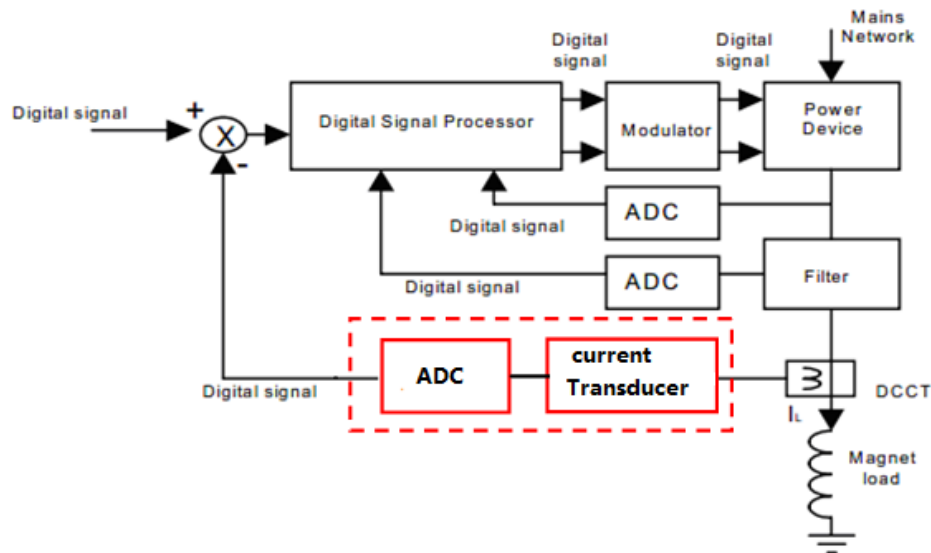 Mains
Network
Digital
signal
Digital
signal
Digital signal
+
X
-
Digital Signal Processor
Modulator
Power
Device
ADC
Digital signal
ADC
Digital signal
Filter
ADC
current
Transducer
Digital signal
DCCT
IL
Magnet
load